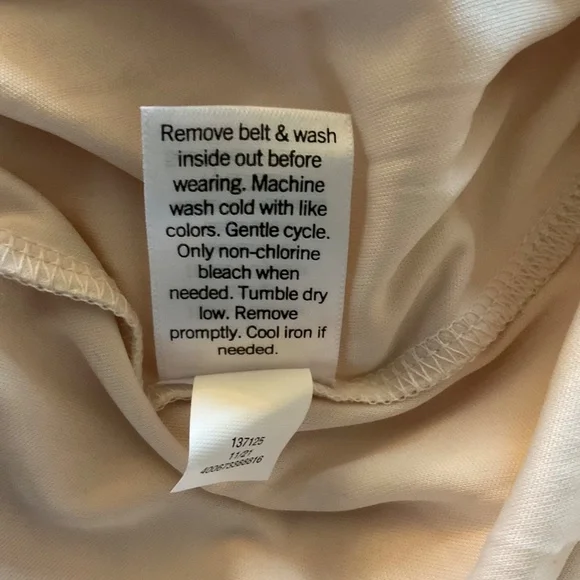 Remove belt & wash
inside out before
wearing. Machine
wash cold with like
colors. Gentle cycle.
Only non-chlorine
bleach when
needed. Tumble dry
low. Remove
promptly. Cool iron if
needed.
137125
11/21